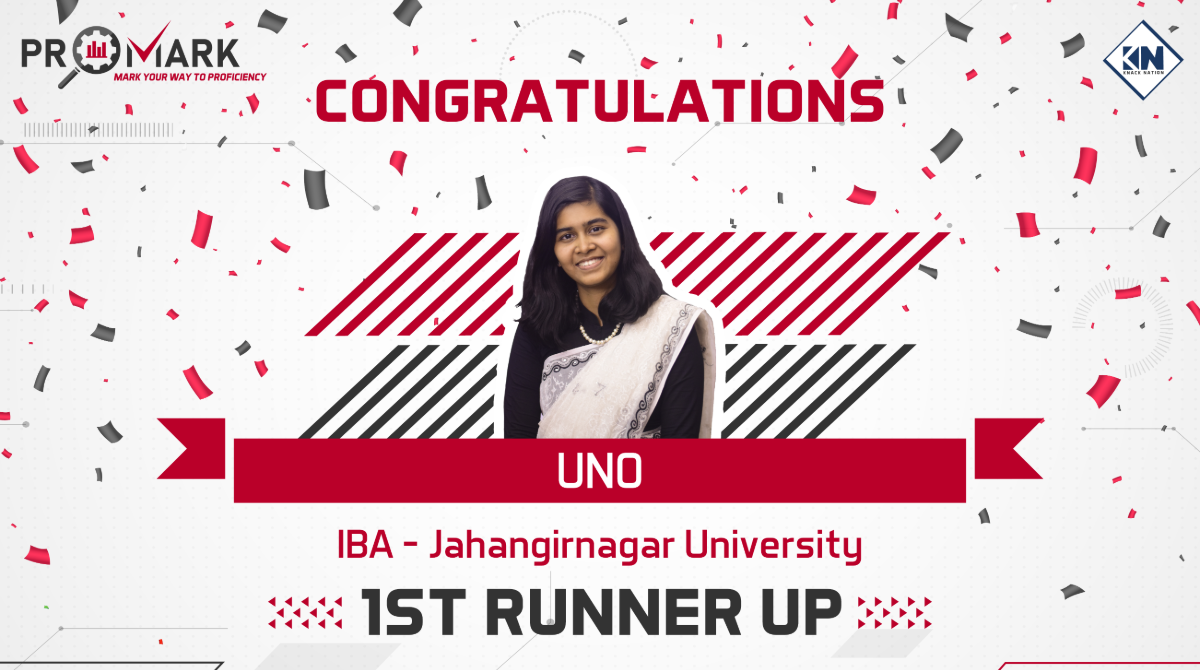 PROMARK
MARK YOUR WAY TO PROFICIENCY
KN
KNACK NATION
CONGRATULATIONS
UNO
IBA - Jahangirnagar University
1ST RUNNER UP